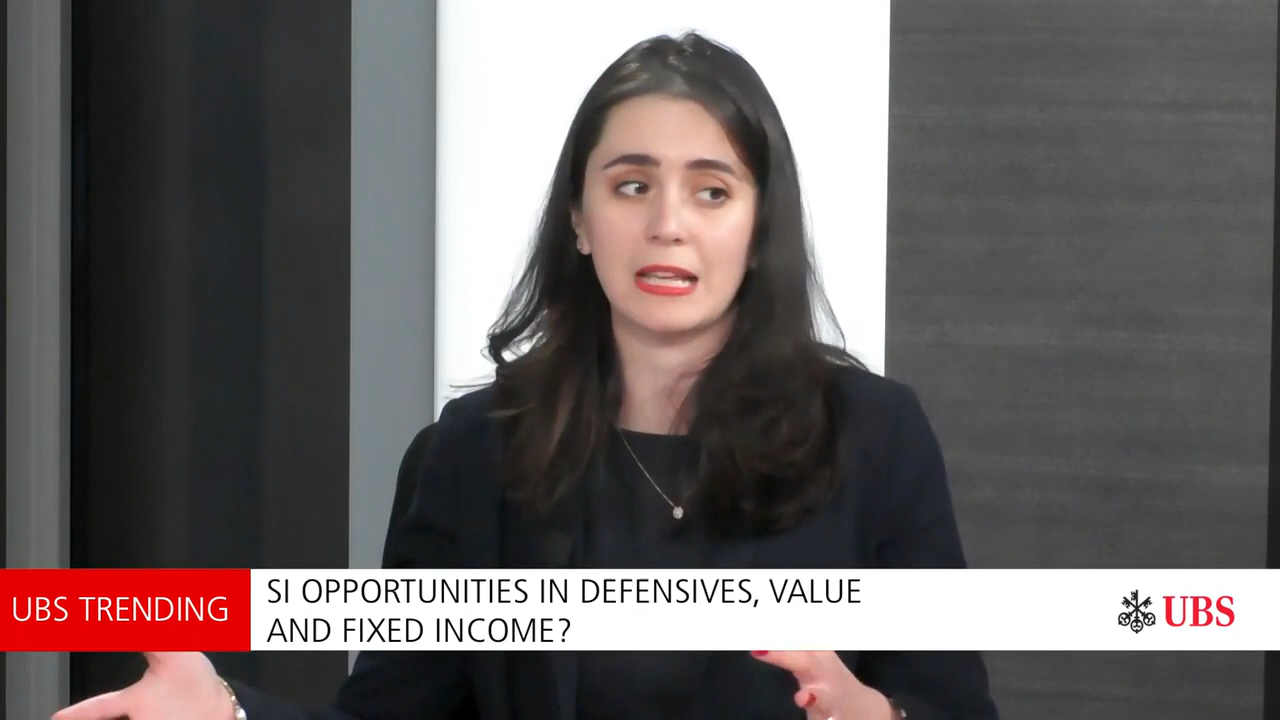 UBS TRENDING
SI OPPORTUNITIES IN DEFENSIVES, VALUE
AND FIXED INCOME?
UBS